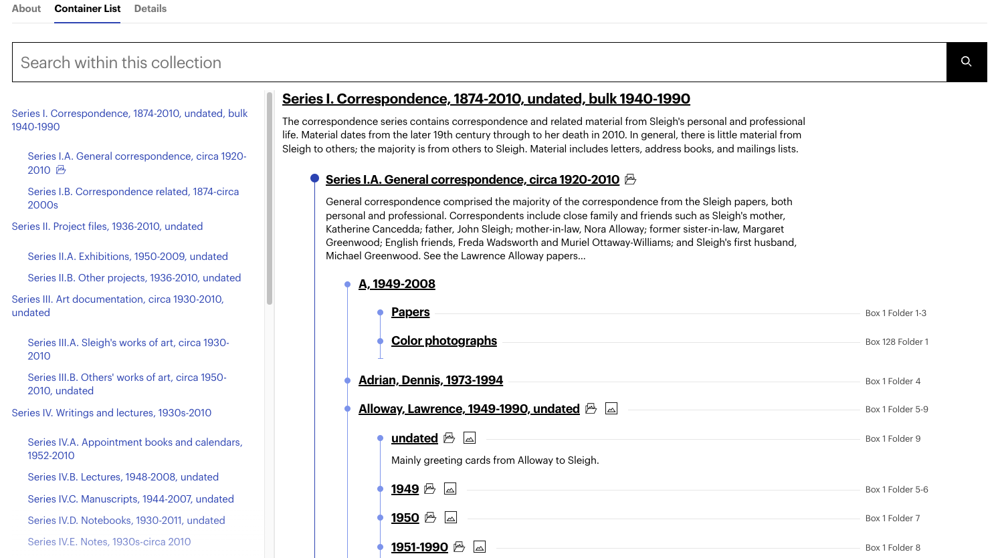 About Container List Details
Search within this collection
Series I. Correspondence, 1874-2010, undated, bulk
1940-1990
Series I.A. General correspondence, circa 1920-
2010
Series I.B. Correspondence related, 1874-circa
2000s
Series II. Project files, 1936-2010, undated
Series II.A. Exhibitions, 1950-2009, undated
Series II.B. Other projects, 1936-2010, undated
Series III. Art documentation, circa 1930-2010,
undated
Series III.A. Sleigh's works of art, circa 1930-
2010
Series III.B. Others' works of art, circa 1950-
2010, undated
Series IV. Writings and lectures, 1930s-2010
Series IV.A. Appointment books and calendars,
1952-2010
Series IV.B. Lectures, 1948-2008, undated
Series IV.C. Manuscripts, 1944-2007, undated
Series IV.D. Notebooks, 1930-2011, undated
Series IV.E. Notes, 1930s-circa 2010
Series I. Correspondence, 1874-2010, undated, bulk 1940-1990
The correspondence series contains correspondence and related material from Sleigh's personal and professional
life. Material dates from the later 19th century through to her death in 2010. In general, there is little material from
Sleigh to others; the majority is from others to Sleigh. Material includes letters, address books, and mailings lists.
Series I.A. General correspondence, circa 1920-2010
General correspondence comprised the majority of the correspondence from the Sleigh papers, both
personal and professional. Correspondents include close family and friends such as Sleigh's mother,
Katherine Cancedda; father, John Sleigh; mother-in-law, Nora Alloway; former sister-in-law, Margaret
Greenwood; English friends, Freda Wadsworth and Muriel Ottaway-Williams; and Sleigh's first husband,
Michael Greenwood. See the Lawrence Alloway papers...
A, 1949-2008
Papers Box 1 Folder 1-3
Color photographs Box 128 Folder 1
Adrian, Dennis, 1973-1994 Box 1 Folder 4
Alloway, Lawrence, 1949-1990, undated Box 1 Folder 5-9
undated Box 1 Folder 9
Mainly greeting cards from Alloway to Sleigh.
1949 Box 1 Folder 5-6
1950 Box 1 Folder 7
1951-1990 Box 1 Folder 8